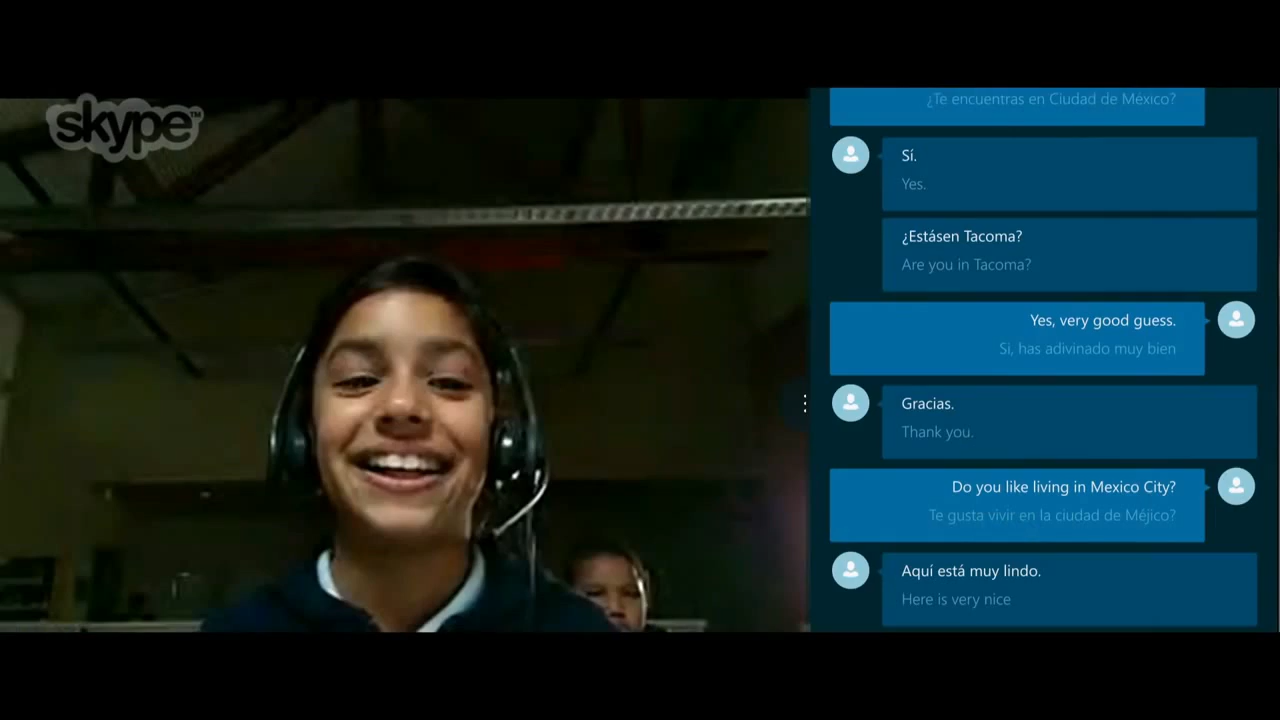 skype™
¿Te encuentras en Ciudad de México?
Sí.
Yes.
¿Estásen Tacoma?
Are you in Tacoma?
Yes, very good guess.
Si, has adivinado muy bien
Gracias.
Thank you.
Do you like living in Mexico City?
Te gusta vivir en la ciudad de Méjico?
Aquí está muy lindo.
Here is very nice